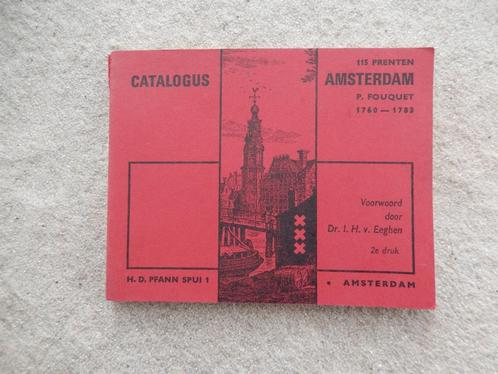 CATALOGUS
115 PRENTEN
AMSTERDAM
P. FOUQUET
1760 — 1783
Voorwoord
door
Dr. I. H. v. Eeghen
2e druk
H. D. PFANN SPUI 1
• AMSTERDAM